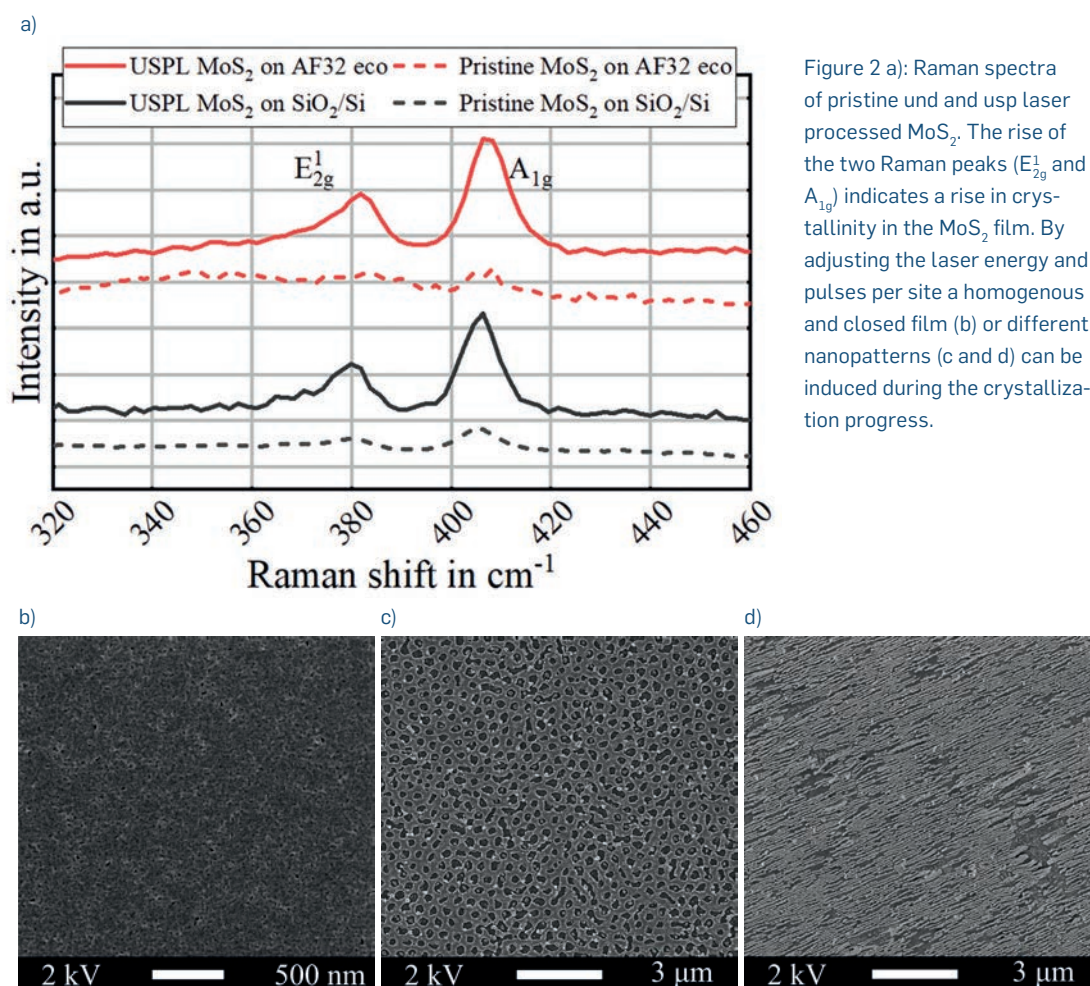 a)
USPL MoS₂ on AF32 eco Pristine MoS₂ on AF32 eco
USPL MoS₂ on SiO₂/Si Pristine MoS₂ on SiO₂/Si
E¹₂g A₁g
Intensity in a.u.
320 340 360 380 400 420 440 460
Raman shift in cm⁻¹
Figure 2 a): Raman spectra
of pristine und and usp laser
processed MoS₂. The rise of
the two Raman peaks (E¹₂g and
A₁g) indicates a rise in crys-
tallinity in the MoS₂ film. By
adjusting the laser energy and
pulses per site a homogenous
and closed film (b) or different
nanopatterns (c and d) can be
induced during the crystalliza-
tion progress.
b)
2 kV 500 nm
c)
2 kV 3 µm
d)
2 kV 3 µm